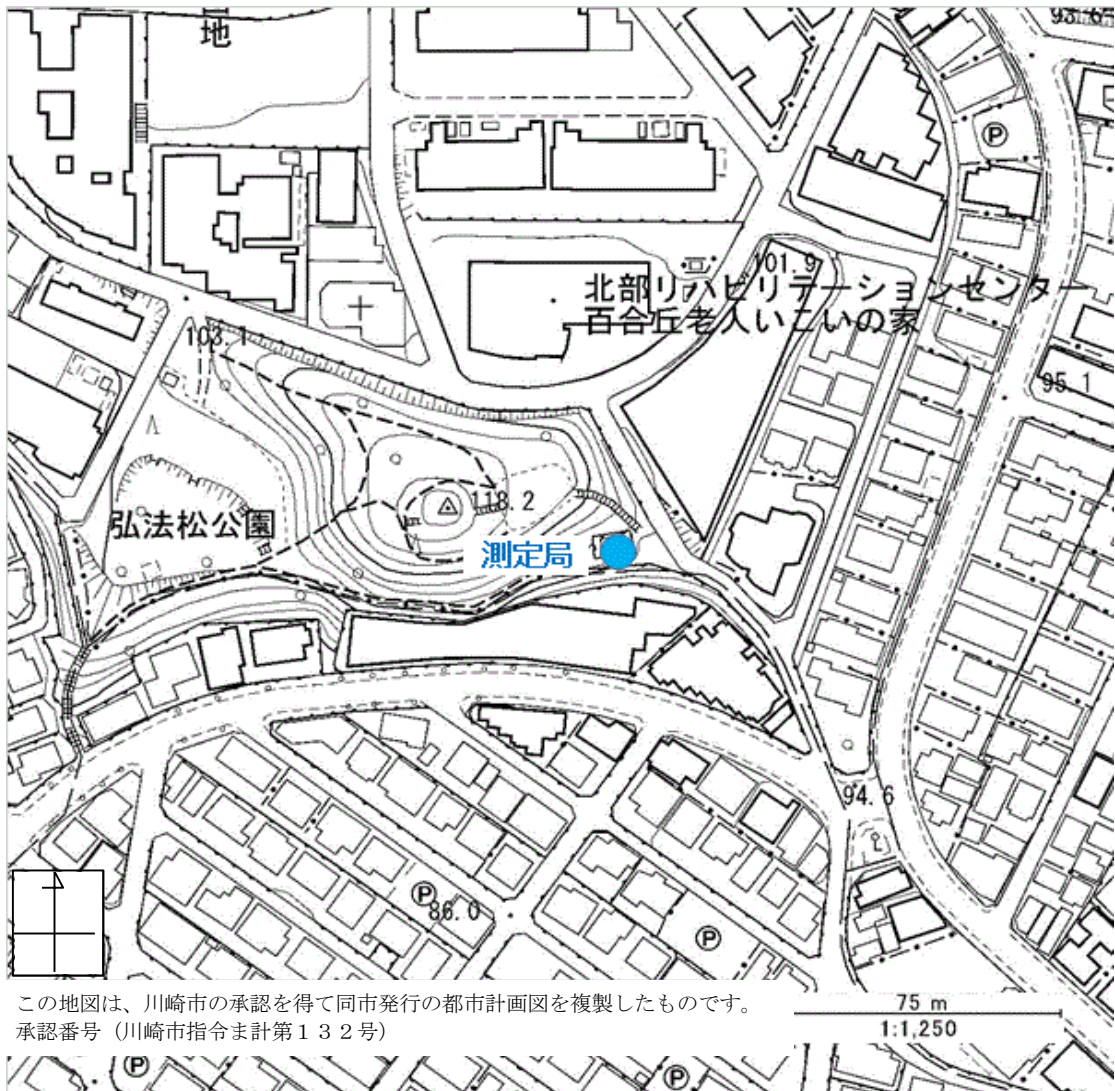 93.6
地
Ⓟ
101.9
北部リハビリテーションセンター
百合丘老人いこいの家
103.1
95.1
118.2
弘法松公園
測定局
94.6
Ⓟ
86.0
Ⓟ
この地図は、川崎市の承認を得て同市発行の都市計画図を複製したものです。
承認番号（川崎市指令ま計第１３２号）
75 m
1:1,250
Ⓟ
Ⓟ